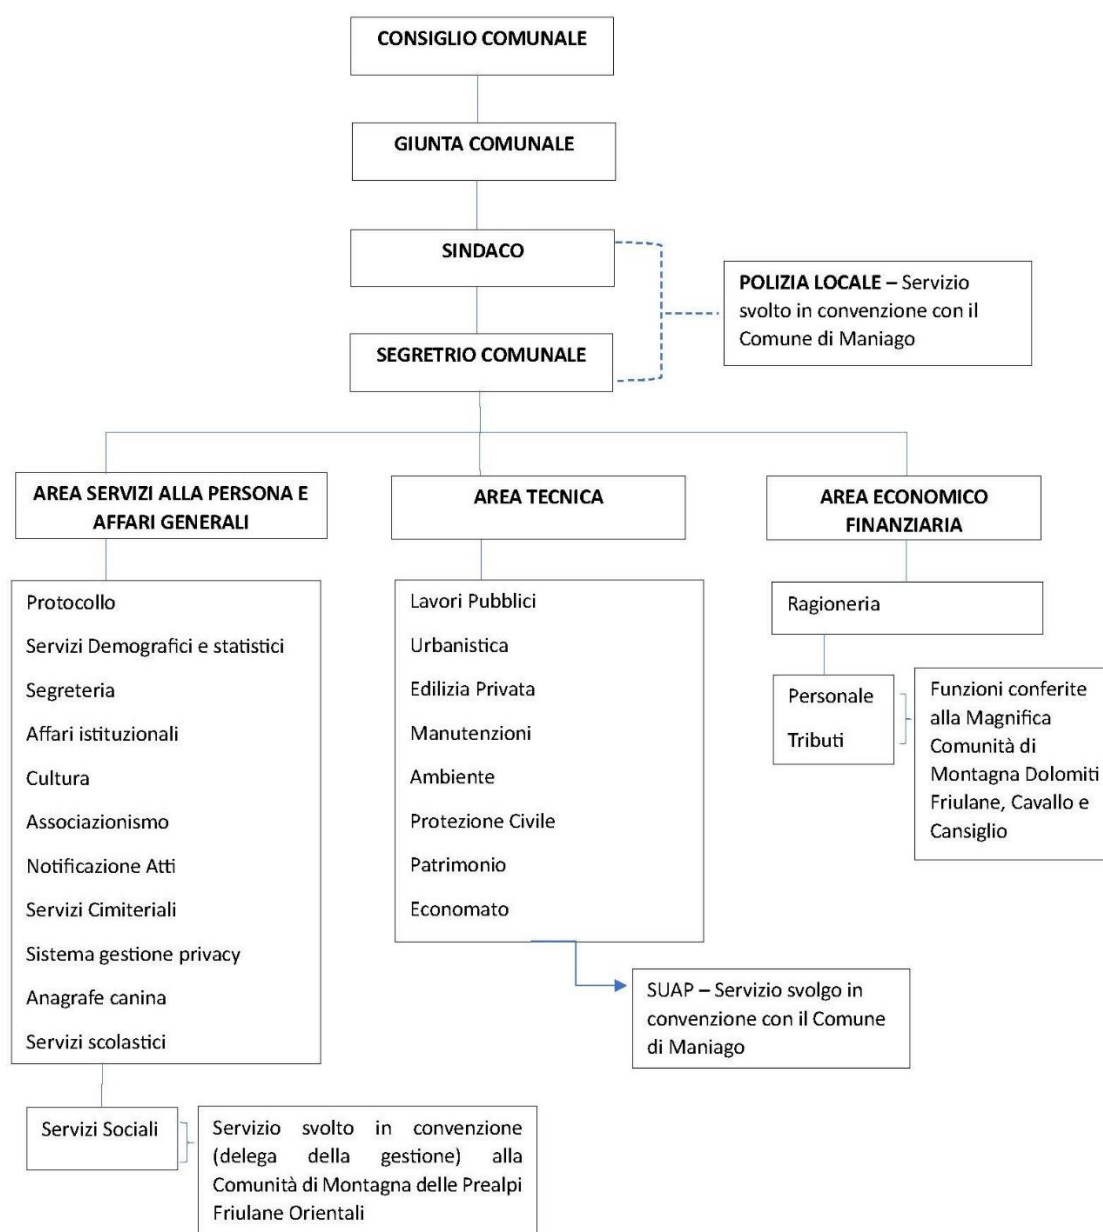 CONSIGLIO COMUNALE
GIUNTA COMUNALE
SINDACO
POLIZIA LOCALE – Servizio
svolto in convenzione con il
Comune di Maniago
SEGRETRIO COMUNALE
AREA SERVIZI ALLA PERSONA E
AFFARI GENERALI
Protocollo
Servizi Demografici e statistici
Segreteria
Affari istituzionali
Cultura
Associazionismo
Notificazione Atti
Servizi Cimiteriali
Sistema gestione privacy
Anagrafe canina
Servizi scolastici
Servizi Sociali
Servizio svolto in convenzione
(delega della gestione) alla
Comunità di Montagna delle Prealpi
Friulane Orientali
AREA TECNICA
Lavori Pubblici
Urbanistica
Edilizia Privata
Manutenzioni
Ambiente
Protezione Civile
Patrimonio
Economato
SUAP – Servizio svolgo in
convenzione con il Comune
di Maniago
AREA ECONOMICO
FINANZIARIA
Ragioneria
Personale
Tributi
Funzioni conferite
alla Magnifica
Comunità di
Montagna Dolomiti
Friulane, Cavallo e
Cansiglio